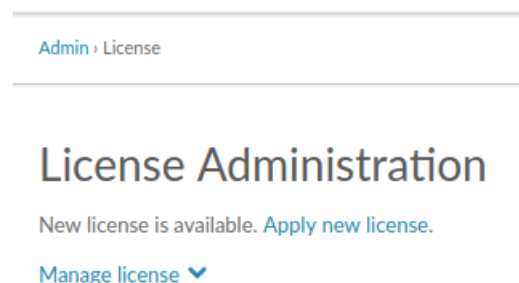 Admin › License
License Administration
New license is available. Apply new license.
Manage license